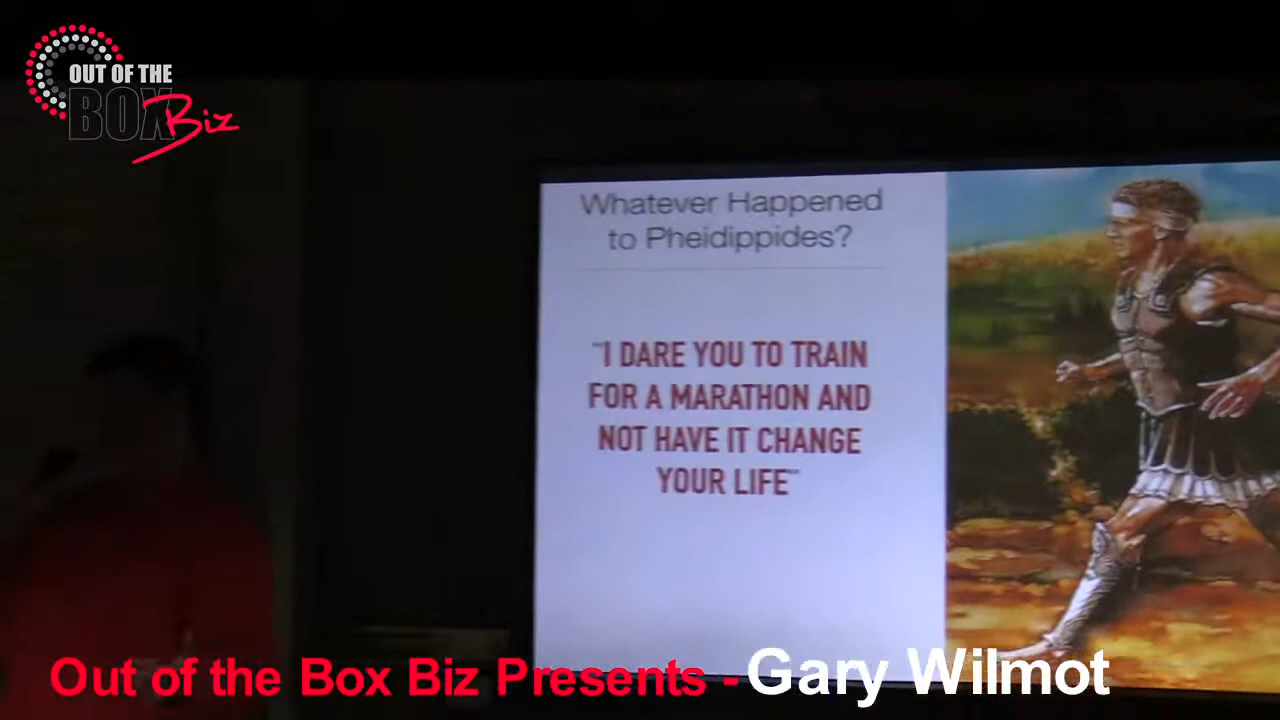 OUT OF THE
BOX Biz
Whatever Happened
to Pheidippides?
"I DARE YOU TO TRAIN
FOR A MARATHON AND
NOT HAVE IT CHANGE
YOUR LIFE"
Out of the Box Biz Presents - Gary Wilmot